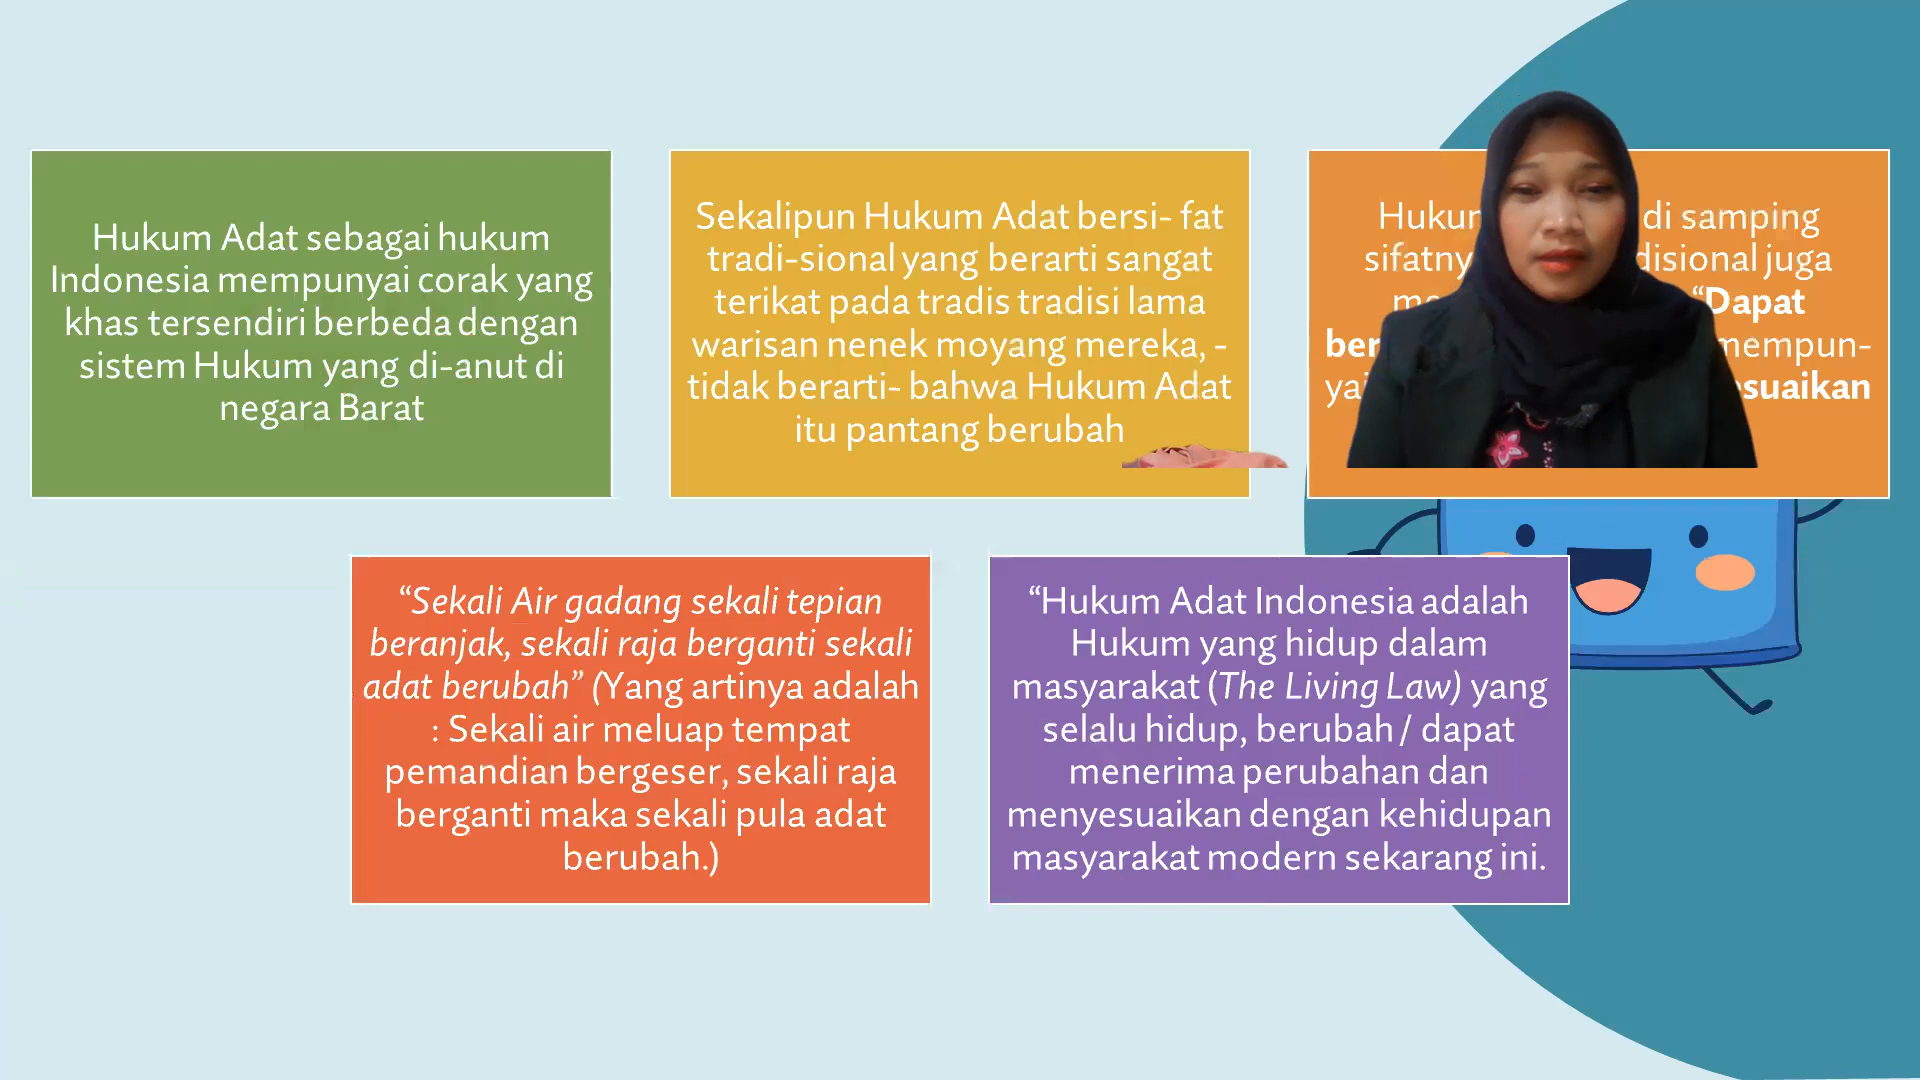 Hukum Adat sebagai hukum
Indonesia mempunyai corak yang
khas tersendiri berbeda dengan
sistem Hukum yang di-anut di
negara Barat
Sekalipun Hukum Adat bersi- fat
tradi-sional yang berarti sangat
terikat pada tradis tradisi lama
warisan nenek moyang mereka, -
tidak berarti- bahwa Hukum Adat
itu pantang berubah
di samping
juga
“Dapat
“Sekali Air gadang sekali tepian
beranjak, sekali raja berganti sekali
adat berubah” (Yang artinya adalah
: Sekali air meluap tempat
pemandian bergeser, sekali raja
berganti maka sekali pula adat
berubah.)
“Hukum Adat Indonesia adalah
Hukum yang hidup dalam
masyarakat (The Living Law) yang
selalu hidup, berubah / dapat
menerima perubahan dan
menyesuaikan dengan kehidupan
masyarakat modern sekarang ini.